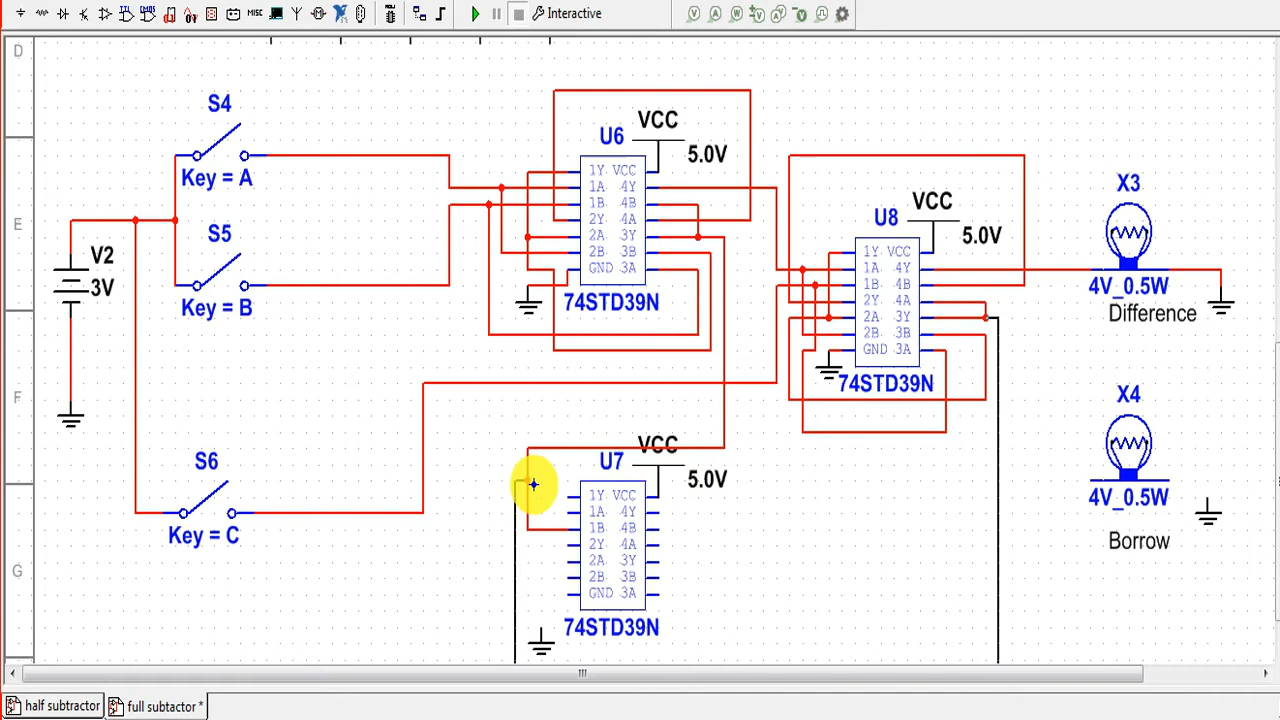 MISC
Interactive
D
E
F
G
S4
Key = A
S5
Key = B
V2
3V
S6
Key = C
U6
VCC
5.0V
1Y VCC
1A 4Y
1B 4B
2Y 4A
2A 3Y
2B 3B
GND 3A
74STD39N
U8
VCC
5.0V
1Y VCC
1A 4Y
1B 4B
2Y 4A
2A 3Y
2B 3B
GND 3A
74STD39N
U7
VCC
5.0V
1Y VCC
1A 4Y
1B 4B
2Y 4A
2A 3Y
2B 3B
GND 3A
74STD39N
X3
4V_0.5W
Difference
X4
4V_0.5W
Borrow
half subtractor
full subtactor *